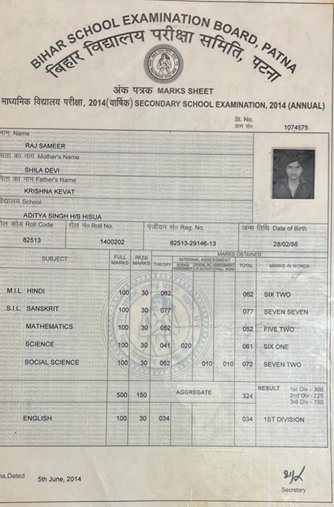 BIHAR SCHOOL EXAMINATION BOARD, PATNA
बिहार विद्यालय परीक्षा समिति, पटना
अंक पत्रक MARKS SHEET
माध्यमिक विद्यालय परीक्षा, 2014(वार्षिक) SECONDARY SCHOOL EXAMINATION, 2014 (ANNUAL)
Sl. No.
क्रम सं० 1074575
नाम: Name
RAJ SAMEER
माता का नाम Mother's Name
SHILA DEVI
पिता का नाम Father's Name
KRISHNA KEVAT
विद्यालय School
ADITYA SINGH H/S HISUA
रोल कोड Roll Code रोल नं० Roll No. पंजीयन सं० Reg. No. जन्म तिथि Date of Birth
82513 1400202 82513-29146-13 28/02/98
SUBJECT FULL MARKS PASS MARKS THEORY MARKS OBTAINED INTERNAL ASSESSMENT TOTAL MARKS IN WORDS
M.I.L HINDI 100 30 062 062 SIX TWO
S.I.L. SANSKRIT 100 30 077 077 SEVEN SEVEN
MATHEMATICS 100 30 052 052 FIVE TWO
SCIENCE 100 30 041 020 061 SIX ONE
SOCIAL SCIENCE 100 30 052 010 010 072 SEVEN TWO
500 150 AGGREGATE 324 RESULT 1st Div - 300
2nd Div - 225
3rd Div - 150
ENGLISH 100 30 034 034 1ST DIVISION
na,Dated 5th June, 2014
Secretary